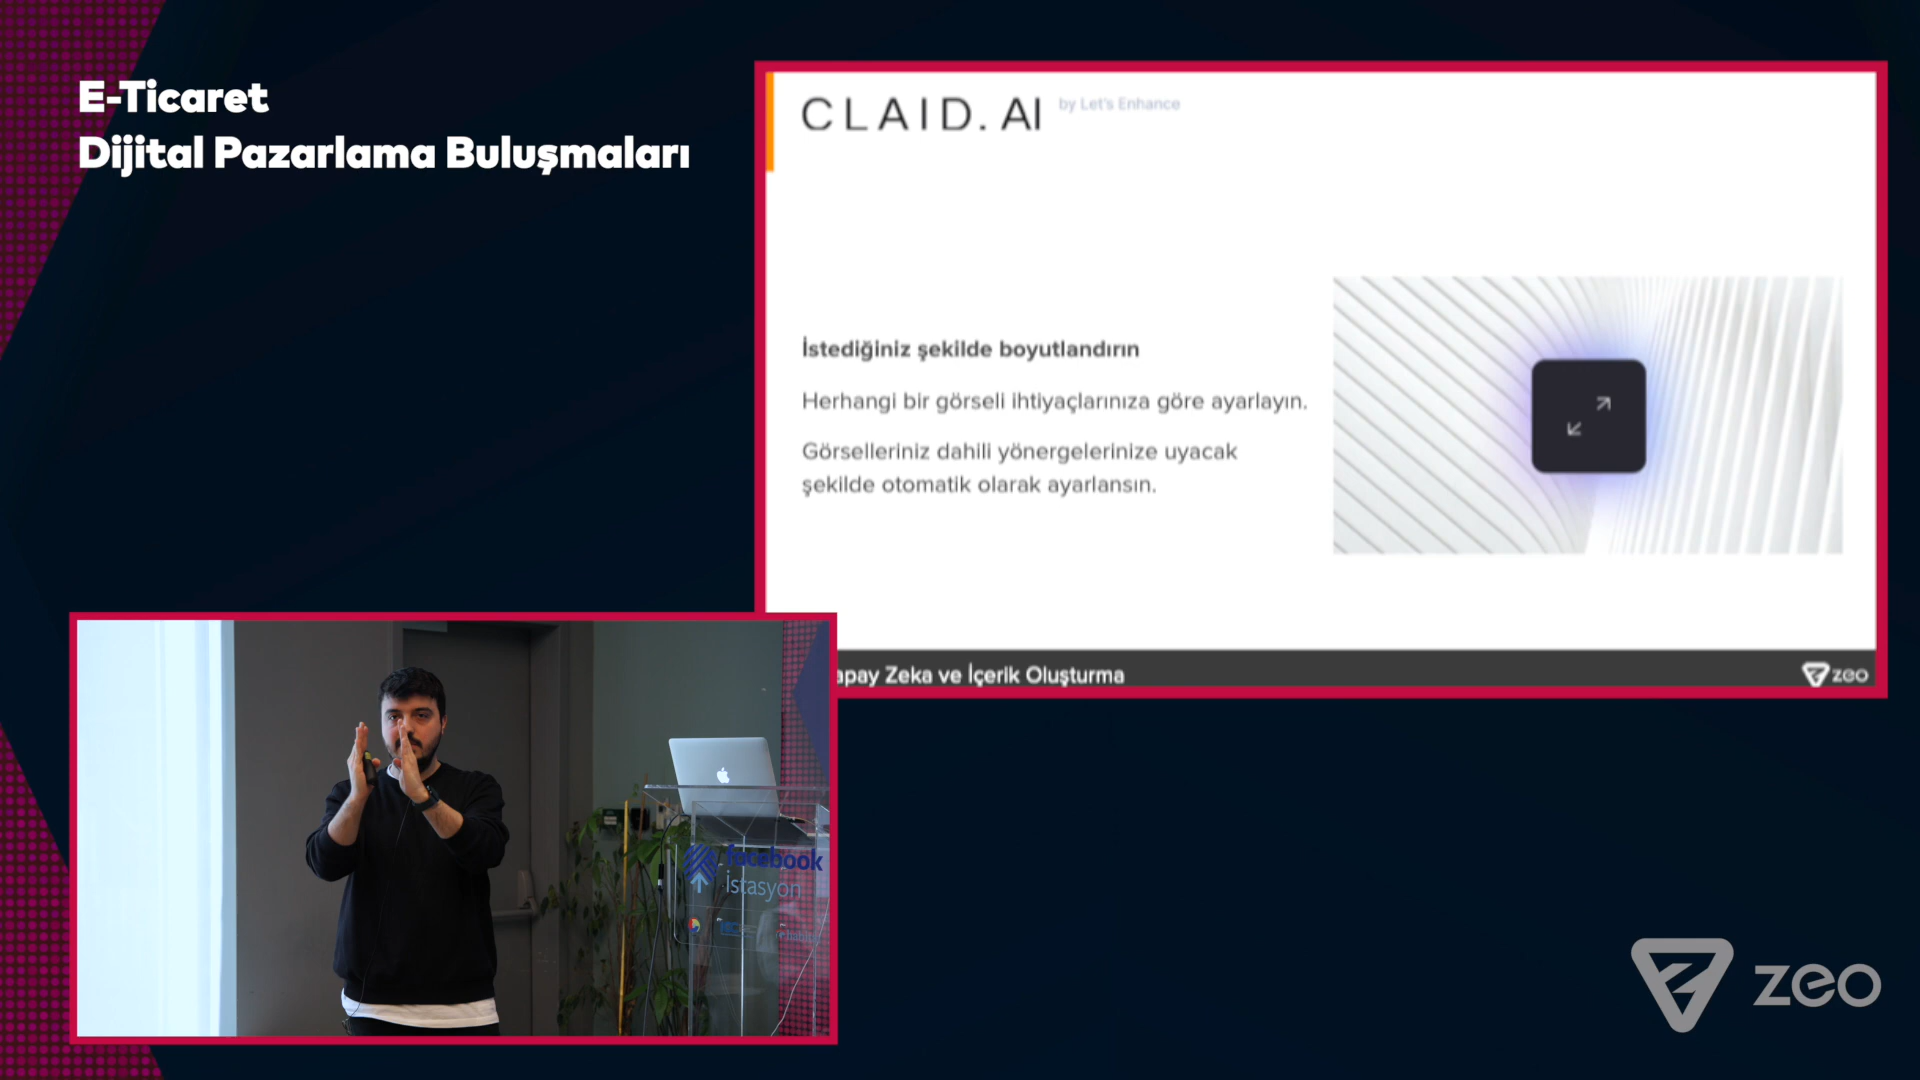 E-Ticaret
Dijital Pazarlama Buluşmaları
CLAID.AI by Let's Enhance
İstediğiniz şekilde boyutlandırın
Herhangi bir görseli ihtiyaçlarınıza göre ayarlayın.
Görselleriniz dahili yönergelerinize uyacak
şekilde otomatik olarak ayarlansın.
apay Zeka ve İçerik Oluşturma
zeo
facebook
istasyon
zeo